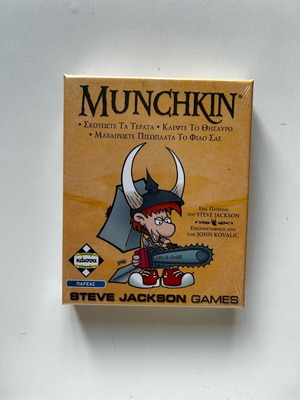 MUNCHKIN®
• ΣΚΟΤΩΣΤΕ ΤΑ ΤΕΡΑΤΑ • ΚΛΕΨΤΕ ΤΟ ΘΗΣΑΥΡΟ
• ΜΑΧΑΙΡΩΣΤΕ ΠΙΣΩΠΛΑΤΑ ΤΟ ΦΙΛΟ ΣΑΣ
ΕΝΑ ΠΑΙΧΝΙΔΙ
ΤΟΥ STEVE JACKSON
ΕΙΚΟΝΟΓΡΑΦΗΜΕΝΟ ΑΠΟ
ΤΟΝ JOHN KOVALIC
κάισσα
ΠΑΡΕΑΣ
STEVE JACKSON GAMES